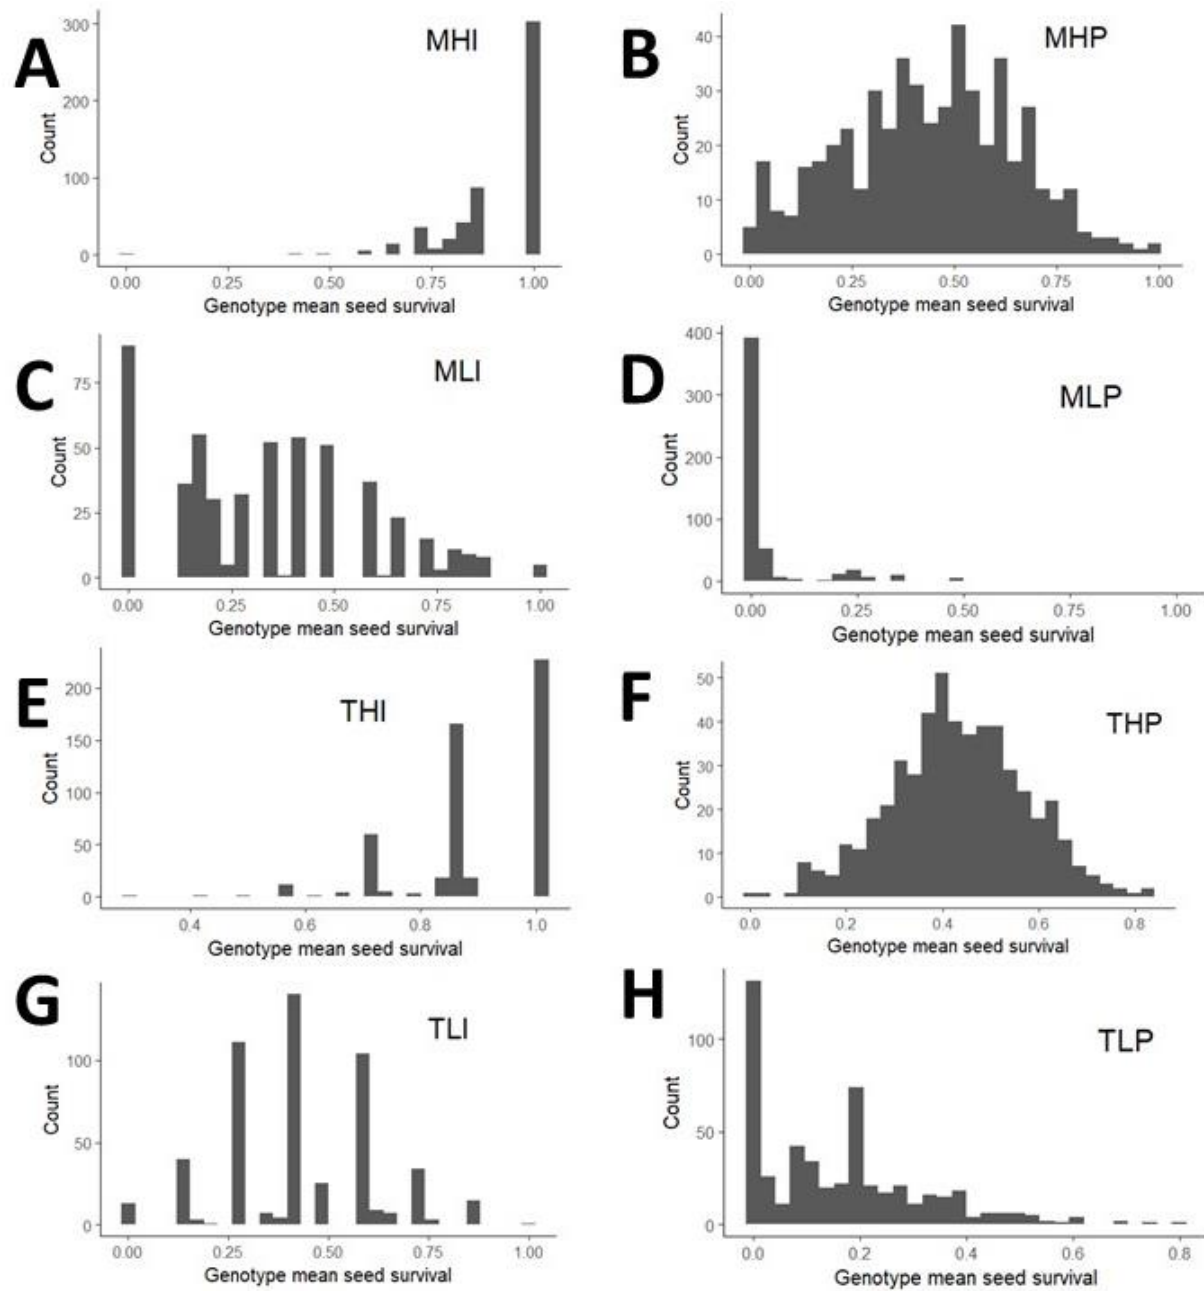 A
MHI
300
200
100
0
Count
0.00 0.25 0.50 0.75 1.00
Genotype mean seed survival
B
MHP
40
30
20
10
0
Count
0.00 0.25 0.50 0.75 1.00
Genotype mean seed survival
C
MLI
75
50
25
0
Count
0.00 0.25 0.50 0.75 1.00
Genotype mean seed survival
D
MLP
400
300
200
100
0
Count
0.00 0.25 0.50 0.75 1.00
Genotype mean seed survival
E
THI
200
150
100
50
0
Count
0.4 0.6 0.8 1.0
Genotype mean seed survival
F
THP
50
40
30
20
10
0
Count
0.0 0.2 0.4 0.6 0.8
Genotype mean seed survival
G
TLI
100
50
0
Count
0.00 0.25 0.50 0.75 1.00
Genotype mean seed survival
H
TLP
100
50
0
Count
0.0 0.2 0.4 0.6 0.8
Genotype mean seed survival